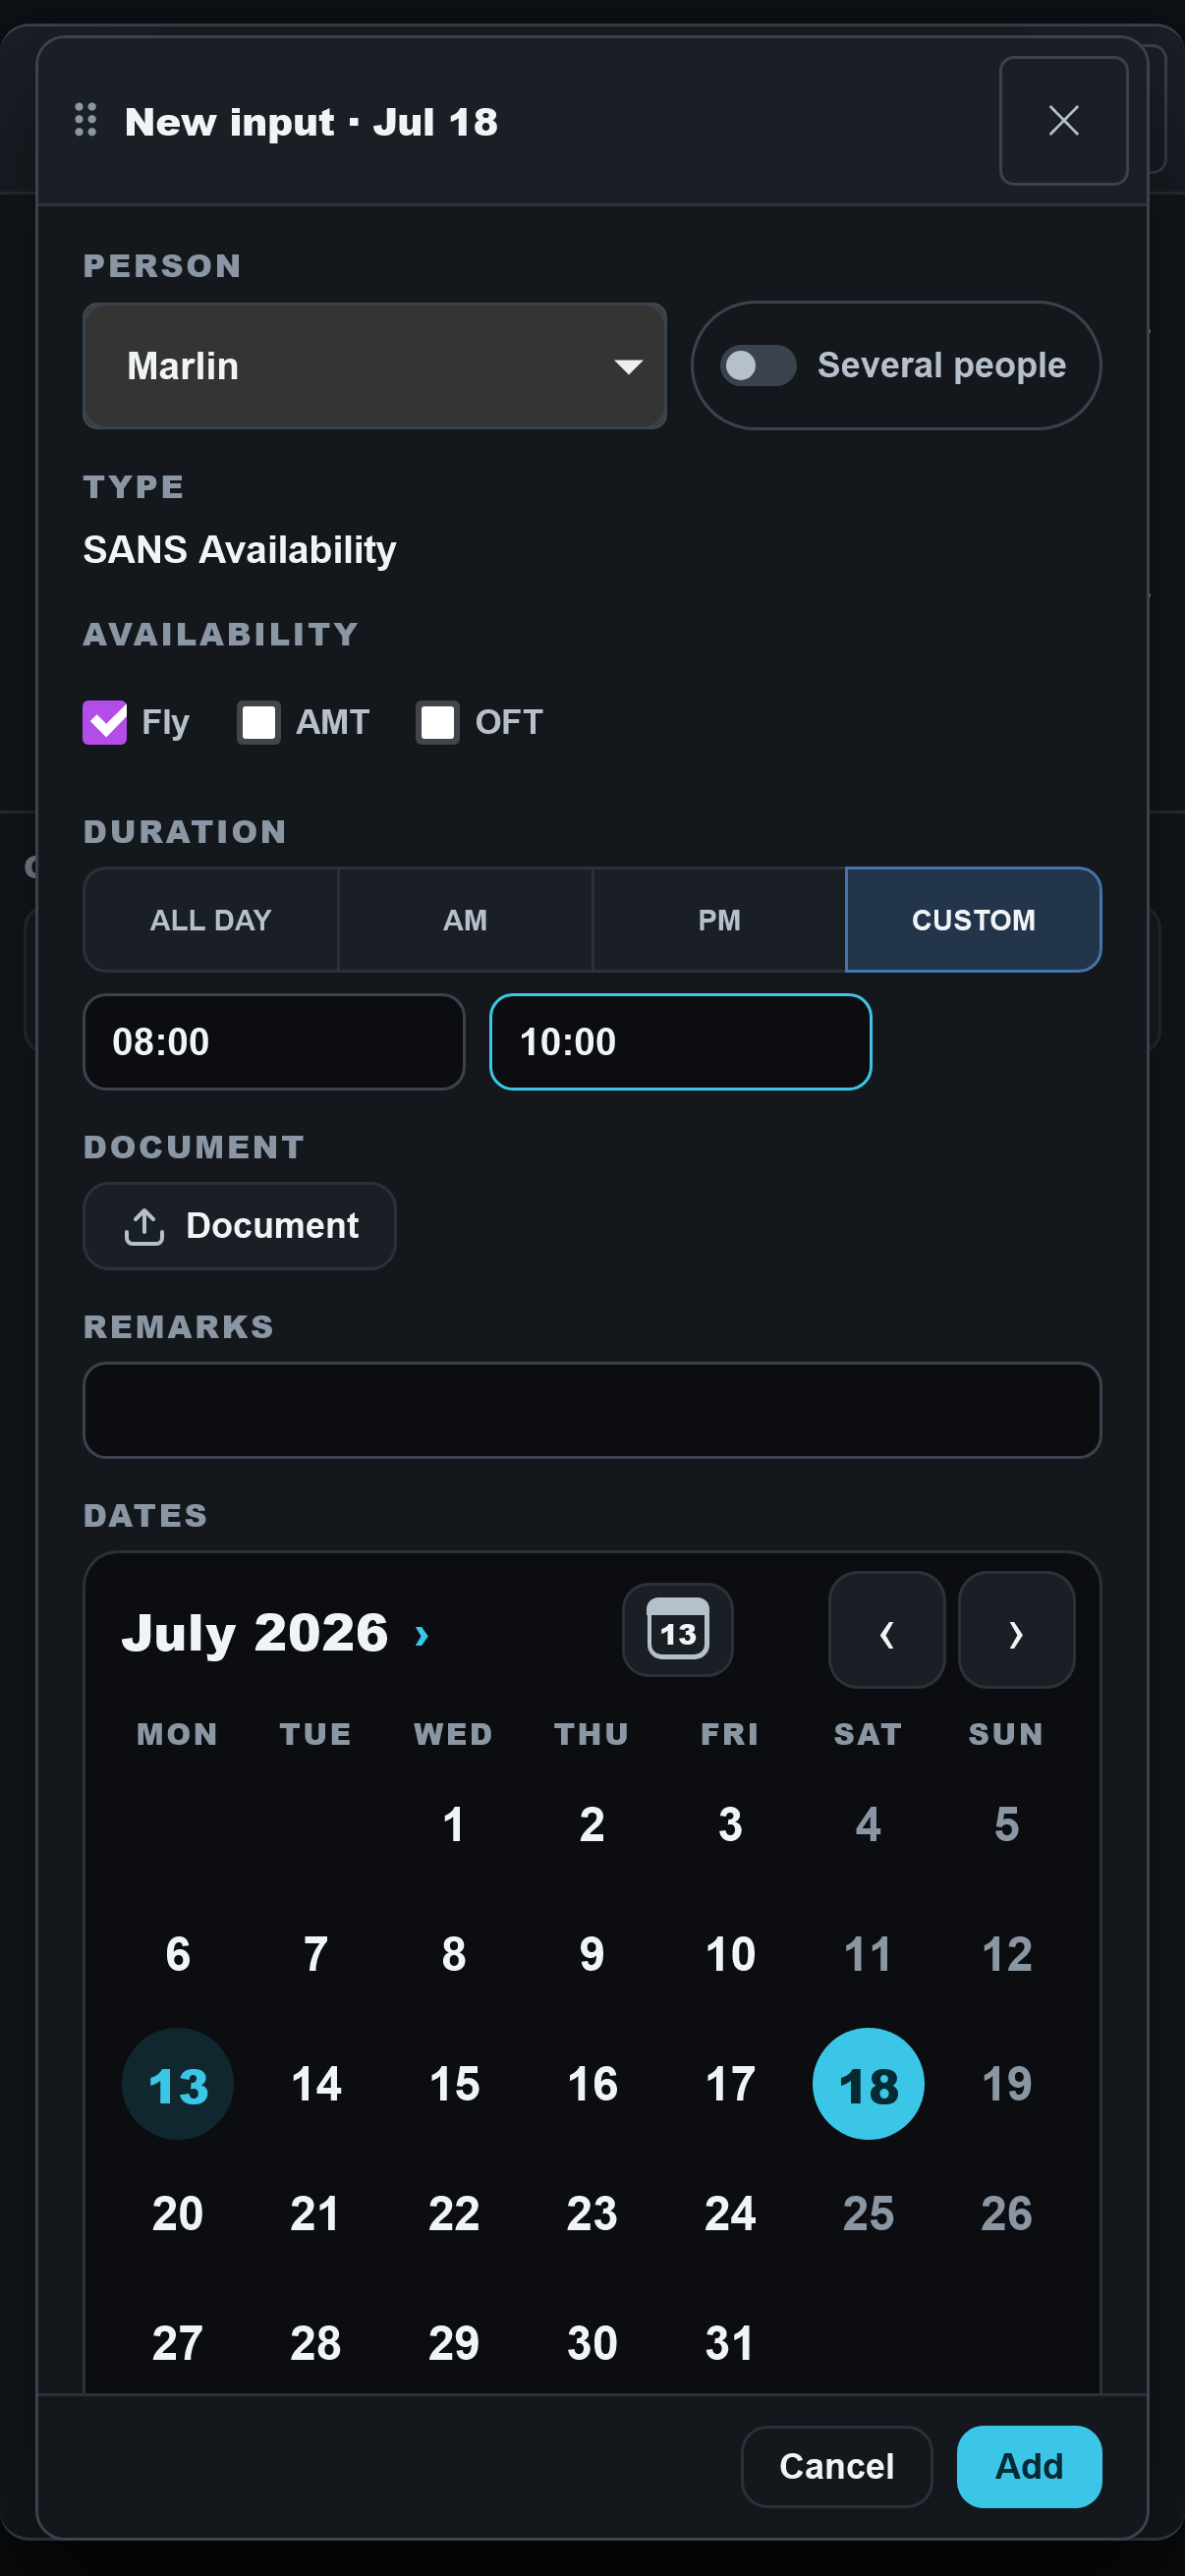 New input · Jul 18
PERSON
Marlin
Several people
TYPE
SANS Availability
AVAILABILITY
Fly AMT OFT
DURATION
ALL DAY AM PM CUSTOM
08:00 10:00
DOCUMENT
Document
REMARKS
DATES
July 2026 › 13 ‹ ›
MON TUE WED THU FRI SAT SUN
1 2 3 4 5
6 7 8 9 10 11 12
13 14 15 16 17 18 19
20 21 22 23 24 25 26
27 28 29 30 31
Cancel Add